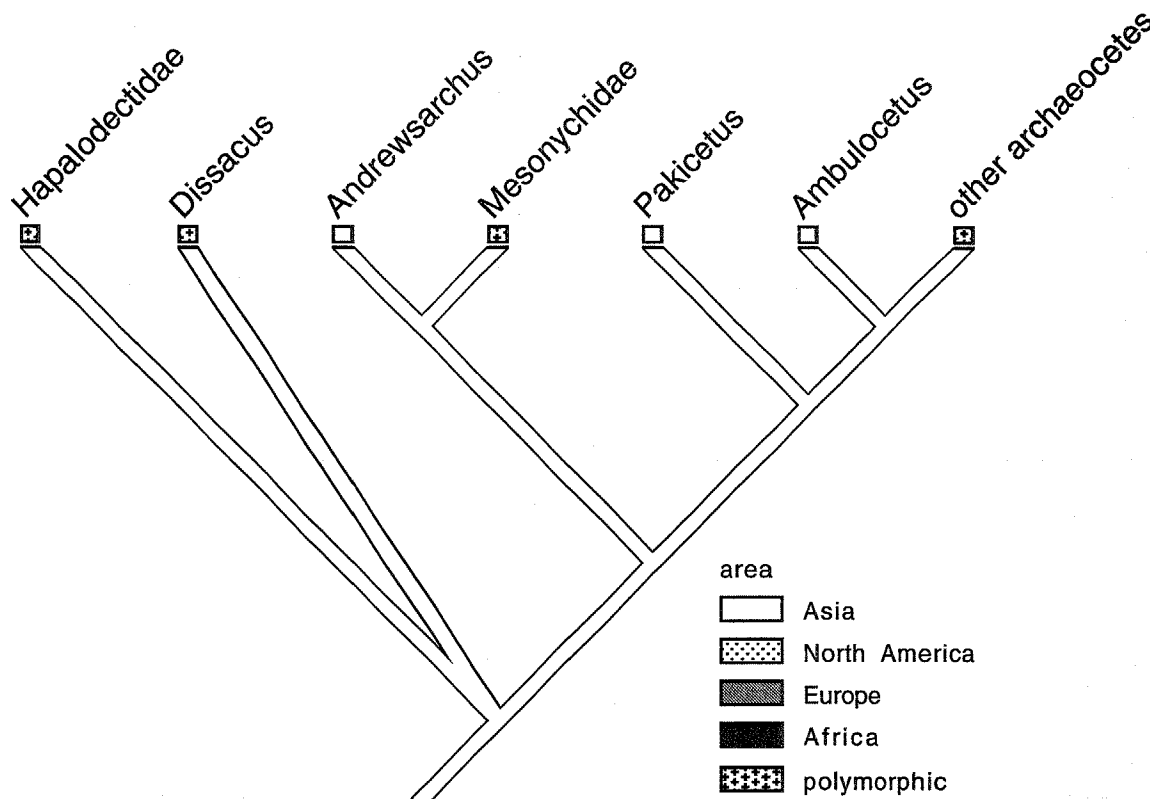 Hapalodectidae
Dissacus
Andrewsarchus
Mesonychidae
Pakicetus
Ambulocetus
other archaeocetes
area
Asia
North America
Europe
Africa
polymorphic